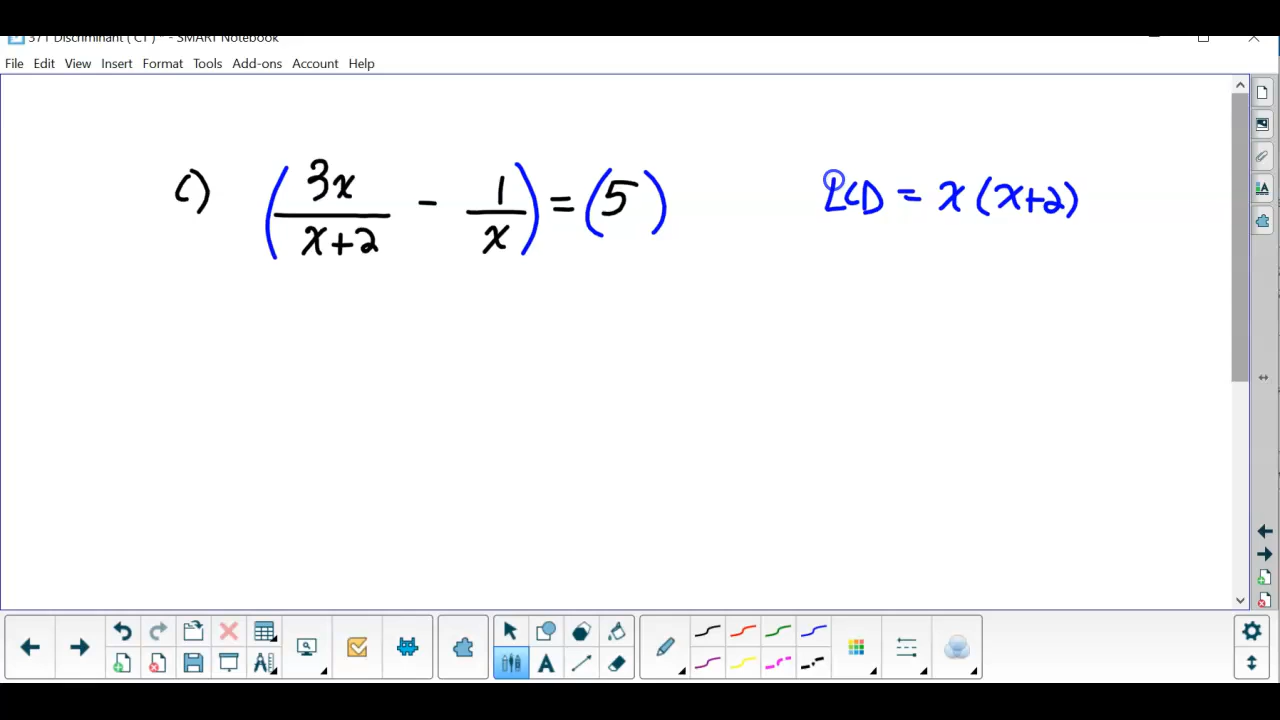 371 Discriminant ( CT ) * - SMART Notebook
File Edit View Insert Format Tools Add-ons Account Help
c) (3x/(x+2) - 1/x) = (5) LCD = x(x+2)